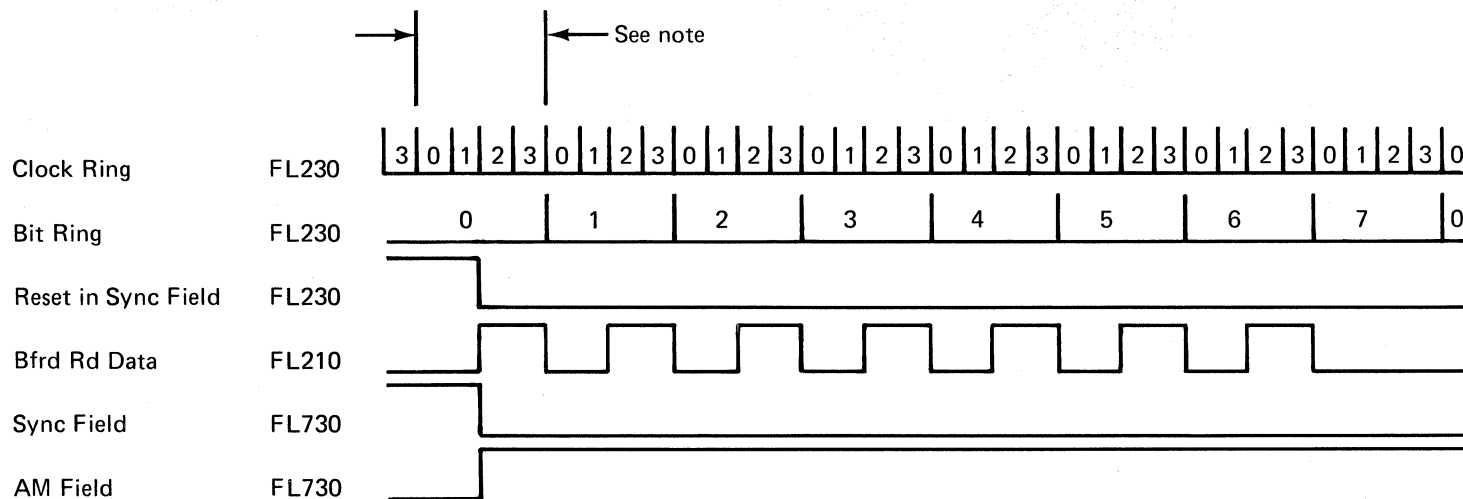 See note
Clock Ring FL230 3 0 1 2 3 0 1 2 3 0 1 2 3 0 1 2 3 0 1 2 3 0 1 2 3 0 1 2 3 0 1 2 3 0
Bit Ring FL230 0 1 2 3 4 5 6 7 0
Reset in Sync Field FL230
Bfrd Rd Data FL210
Sync Field FL730
AM Field FL730